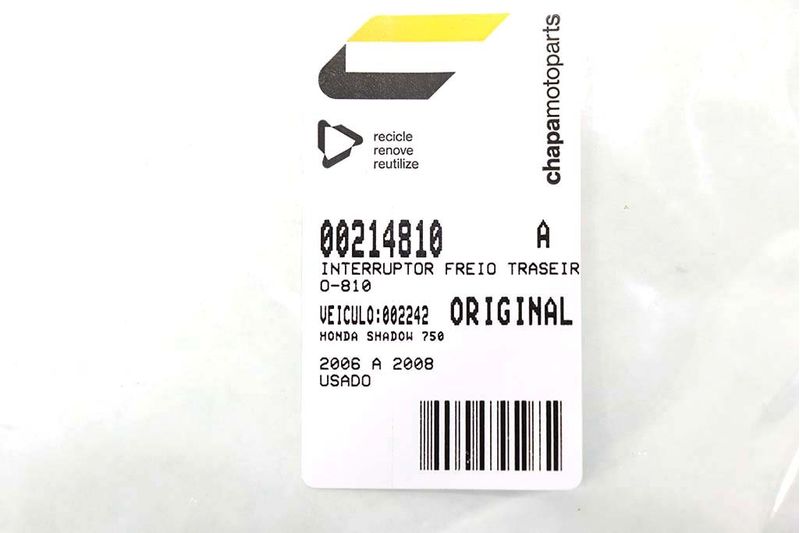 chapamotoparts
recicle
renove
reutilize
00214810 A
INTERRUPTOR FREIO TRASEIR
O-810
VEICULO:002242 ORIGINAL
HONDA SHADOW 750
2006 A 2008
USADO